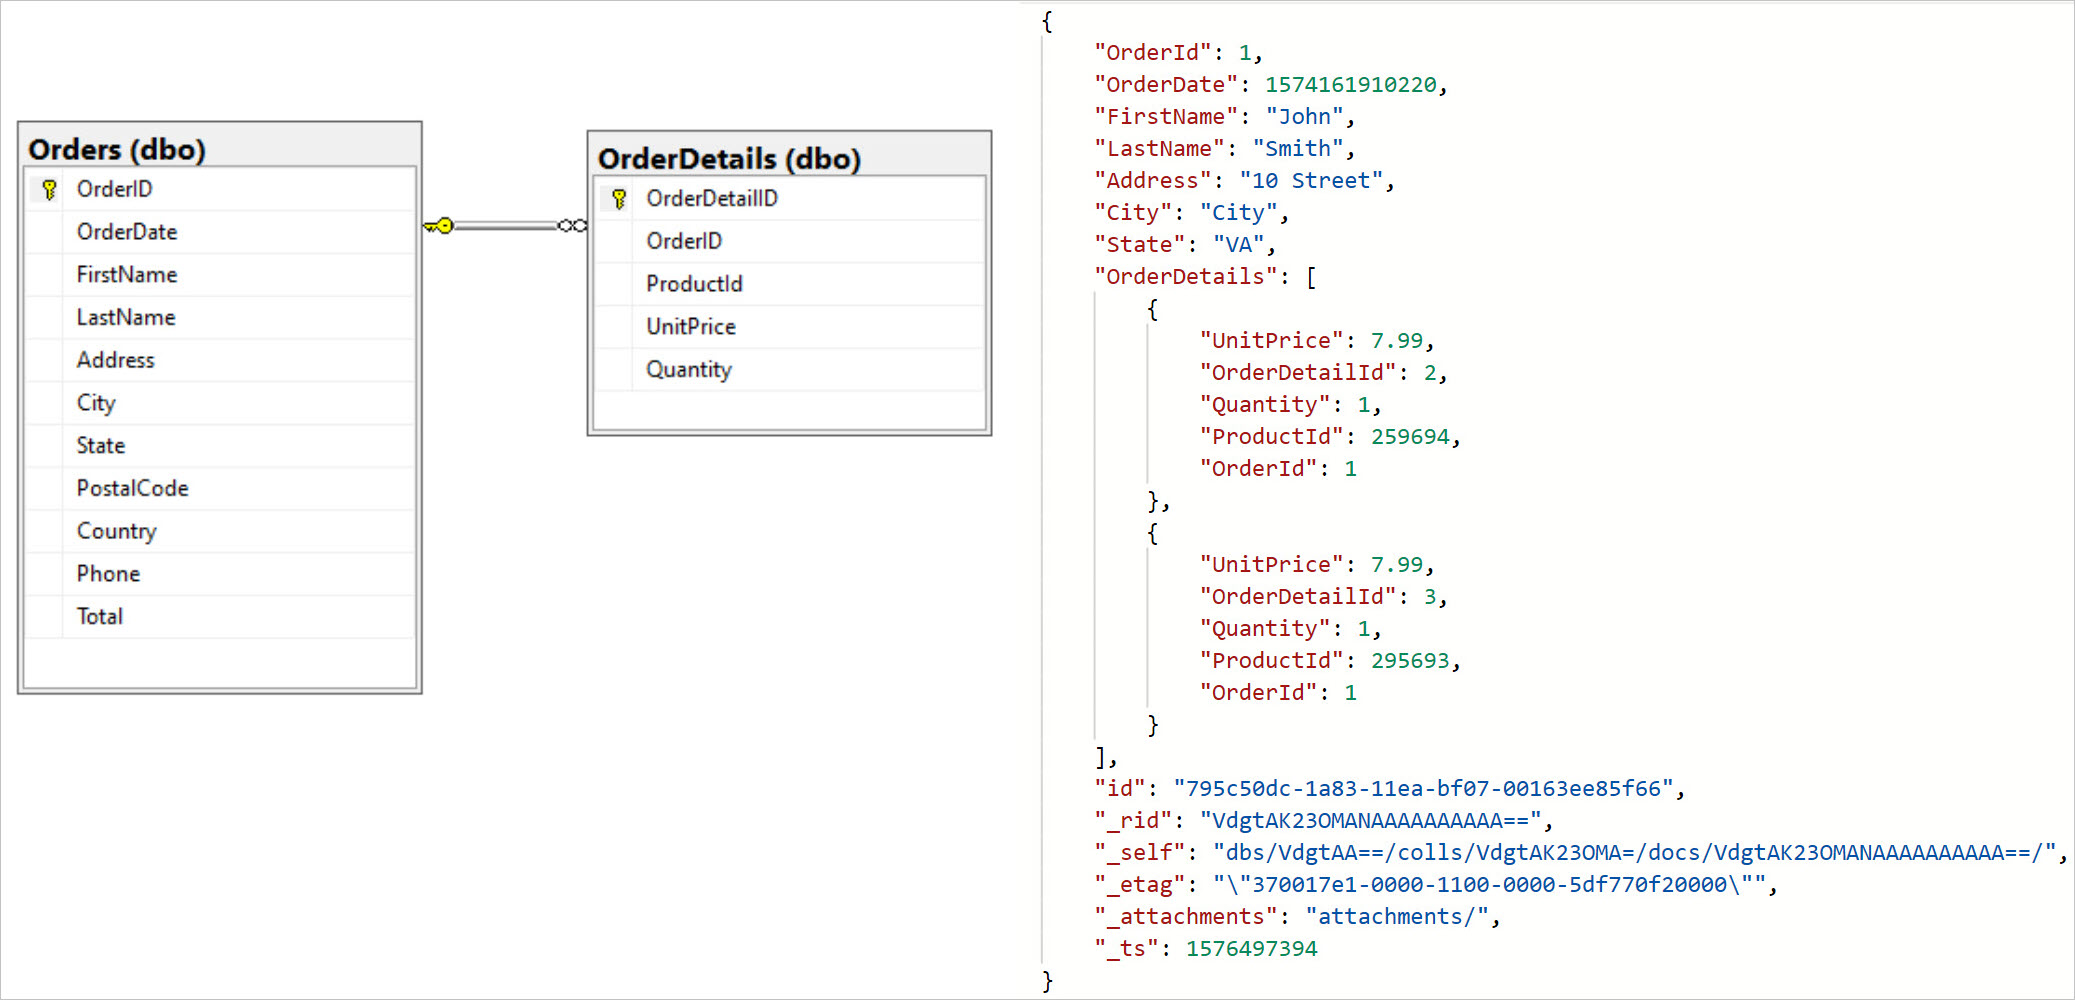 Orders (dbo)
OrderID
OrderDate
FirstName
LastName
Address
City
State
PostalCode
Country
Phone
Total
OrderDetails (dbo)
OrderDetailID
OrderID
ProductId
UnitPrice
Quantity
{
"OrderId": 1,
"OrderDate": 1574161910220,
"FirstName": "John",
"LastName": "Smith",
"Address": "10 Street",
"City": "City",
"State": "VA",
"OrderDetails": [
{
"UnitPrice": 7.99,
"OrderDetailId": 2,
"Quantity": 1,
"ProductId": 259694,
"OrderId": 1
},
{
"UnitPrice": 7.99,
"OrderDetailId": 3,
"Quantity": 1,
"ProductId": 295693,
"OrderId": 1
}
],
"id": "795c50dc-1a83-11ea-bf07-00163ee85f66",
"_rid": "VdgtAK23OMANAAAAAAAAAA==",
"_self": "dbs/VdgtAA==/colls/VdgtAK23OMA=/docs/VdgtAK23OMANAAAAAAAAAA==/",
"_etag": "\"370017e1-0000-1100-0000-5df770f20000\"",
"_attachments": "attachments/",
"_ts": 1576497394
}